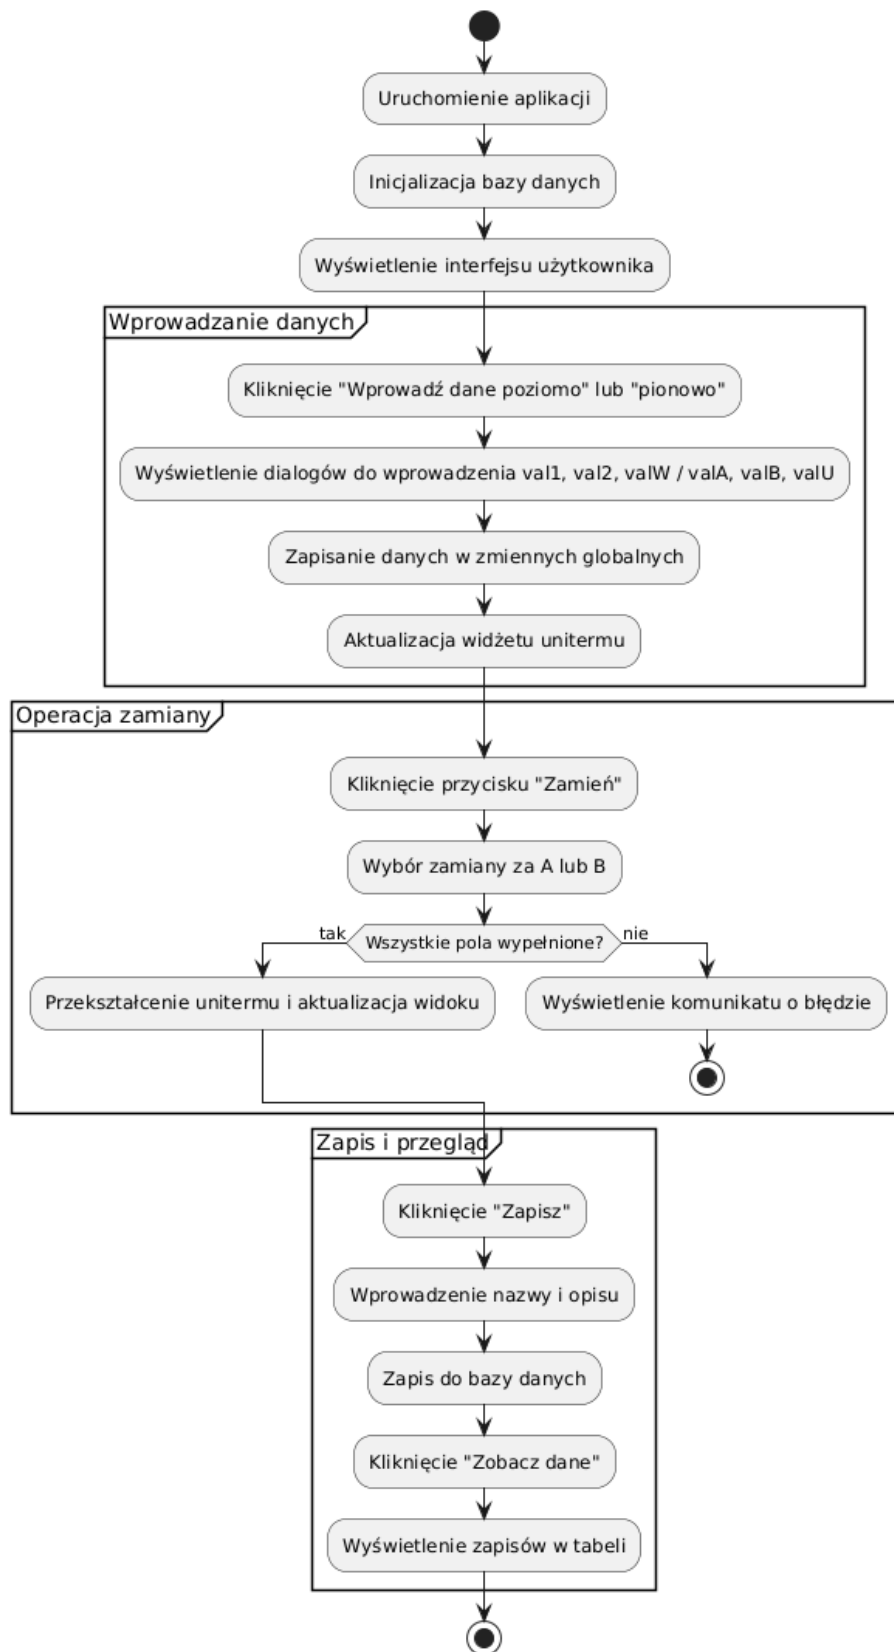 Uruchomienie aplikacji
Inicjalizacja bazy danych
Wyświetlenie interfejsu użytkownika
Wprowadzanie danych
Kliknięcie "Wprowadź dane poziomo" lub "pionowo"
Wyświetlenie dialogów do wprowadzenia val1, val2, valW / valA, valB, valU
Zapisanie danych w zmiennych globalnych
Aktualizacja widżetu unitermu
Operacja zamiany
Kliknięcie przycisku "Zamień"
Wybór zamiany za A lub B
tak
Wszystkie pola wypełnione?
nie
Przekształcenie unitermu i aktualizacja widoku
Wyświetlenie komunikatu o błędzie
Zapis i przegląd
Kliknięcie "Zapisz"
Wprowadzenie nazwy i opisu
Zapis do bazy danych
Kliknięcie "Zobacz dane"
Wyświetlenie zapisów w tabeli